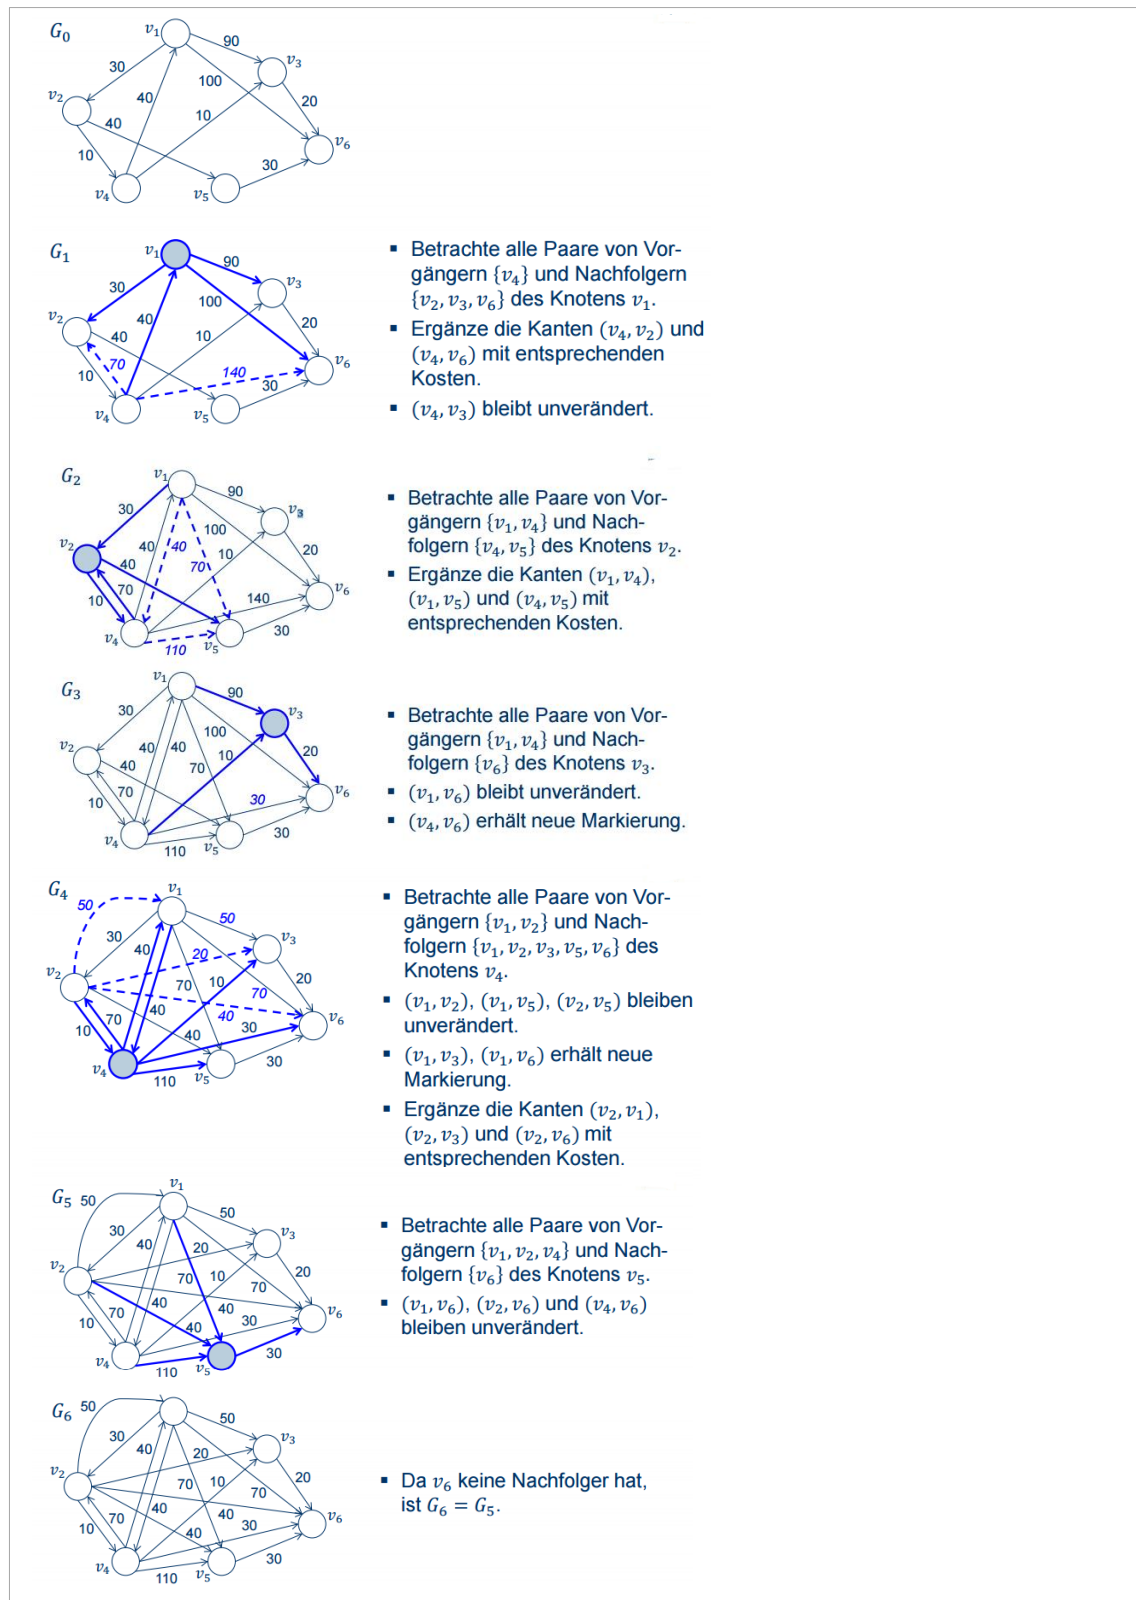 G₀
v₁
90
v₃
30
100
20
v₂
40
40
10
v₆
10
30
v₄
v₅
G₁
v₁
90
v₃
30
100
20
v₂
40
40
10
v₆
70
10
140
30
v₄
v₅
▪ Betrachte alle Paare von Vor-
gängern {v₄} und Nachfolgern
{v₂, v₃, v₆} des Knotens v₁.
▪ Ergänze die Kanten (v₄, v₂) und
(v₄, v₆) mit entsprechenden
Kosten.
▪ (v₄, v₃) bleibt unverändert.
G₂
v₁
90
30
100
20
v₂
40
40
10
40
70
v₆
10
70
140
30
v₄
v₅
110
▪ Betrachte alle Paare von Vor-
gängern {v₁, v₄} und Nach-
folgern {v₄, v₅} des Knotens v₂.
▪ Ergänze die Kanten (v₁, v₄),
(v₁, v₅) und (v₄, v₅) mit
entsprechenden Kosten.
G₃
v₁
90
v₃
30
100
20
v₂
40
40
10
40
70
v₆
10
70
30
30
v₄
v₅
110
▪ Betrachte alle Paare von Vor-
gängern {v₁, v₄} und Nach-
folgern {v₆} des Knotens v₃.
▪ (v₁, v₆) bleibt unverändert.
▪ (v₄, v₆) erhält neue Markierung.
G₄
v₁
50
50
v₃
30
40
20
20
v₂
70
10
70
40
40
v₆
10
70
40
30
30
v₄
v₅
110
▪ Betrachte alle Paare von Vor-
gängern {v₁, v₂} und Nach-
folgern {v₁, v₂, v₃, v₅, v₆} des
Knotens v₄.
▪ (v₁, v₂), (v₁, v₅), (v₂, v₅) bleiben
unverändert.
▪ (v₁, v₃), (v₁, v₆) erhält neue
Markierung.
▪ Ergänze die Kanten (v₂, v₁),
(v₂, v₃) und (v₂, v₆) mit
entsprechenden Kosten.
G₅
50
v₁
50
v₃
30
40
20
20
v₂
70
10
70
40
40
v₆
10
70
40
30
30
v₄
v₅
110
▪ Betrachte alle Paare von Vor-
gängern {v₁, v₂, v₄} und Nach-
folgern {v₆} des Knotens v₅.
▪ (v₁, v₆), (v₂, v₆) und (v₄, v₆)
bleiben unverändert.
G₆
50
50
v₃
30
40
20
20
v₂
70
10
70
40
40
v₆
10
70
40
30
30
v₄
v₅
110
▪ Da v₆ keine Nachfolger hat,
ist G₆ = G₅.